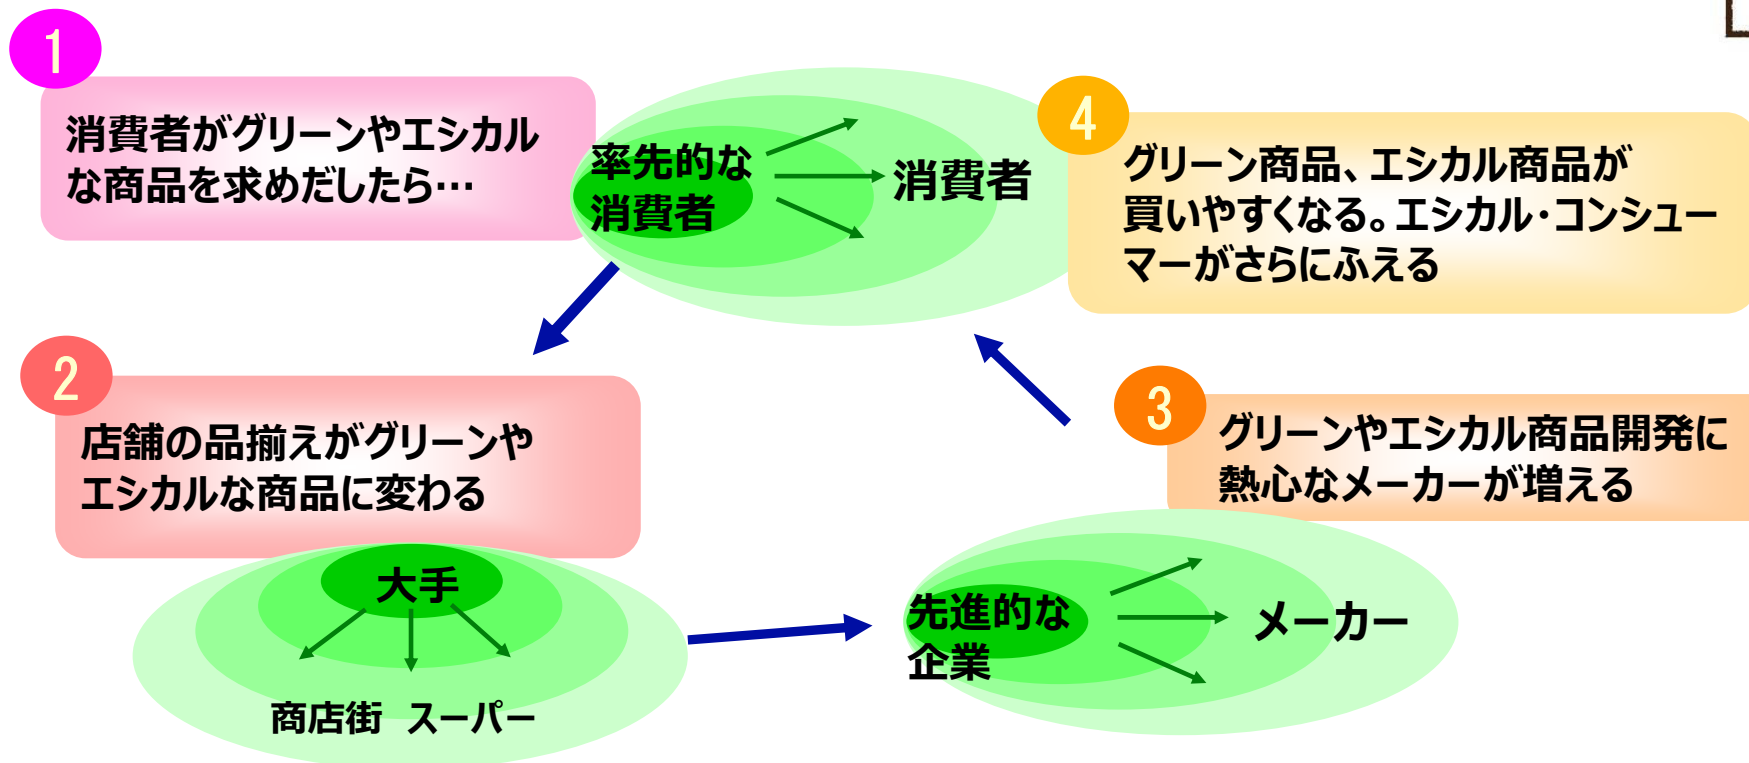 1
消費者がグリーンやエシカル
な商品を求めだしたら…
率先的な
消費者
消費者
4
グリーン商品、エシカル商品が
買いやすくなる。エシカル・コンシュー
マーがさらにふえる
2
店舗の品揃えがグリーンや
エシカルな商品に変わる
大手
商店街　スーパー
3
グリーンやエシカル商品開発に
熱心なメーカーが増える
先進的な
企業
メーカー